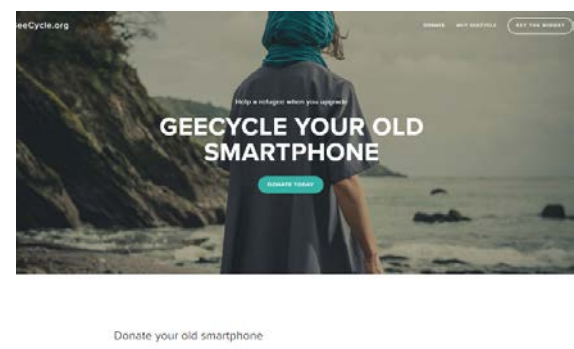 GeeCycle.org
DONATE
WHY GEECYCLE
GET THE WIDGET
Help a refugee when you upgrade
GEECYCLE YOUR OLD
SMARTPHONE
DONATE TODAY
Donate your old smartphone